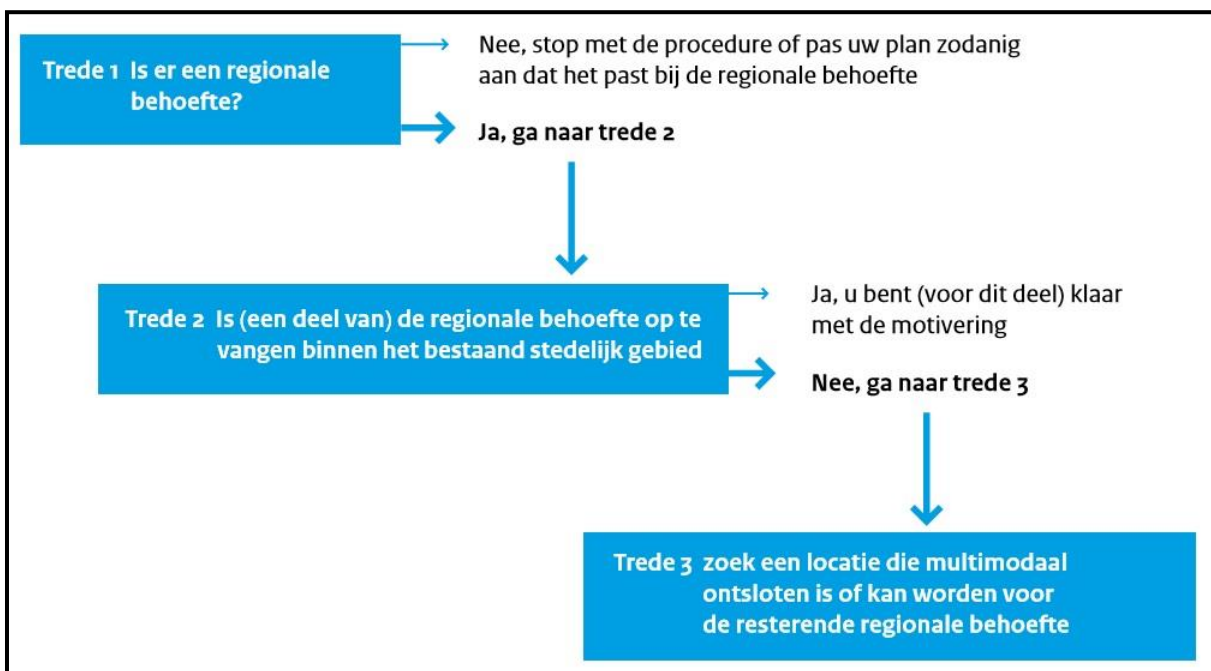 Trede 1 Is er een regionale
behoefte?
Nee, stop met de procedure of pas uw plan zodanig
aan dat het past bij de regionale behoefte
Ja, ga naar trede 2
Trede 2 Is (een deel van) de regionale behoefte op te
vangen binnen het bestaand stedelijk gebied
Ja, u bent (voor dit deel) klaar
met de motivering
Nee, ga naar trede 3
Trede 3 zoek een locatie die multimodaal
ontsloten is of kan worden voor
de resterende regionale behoefte